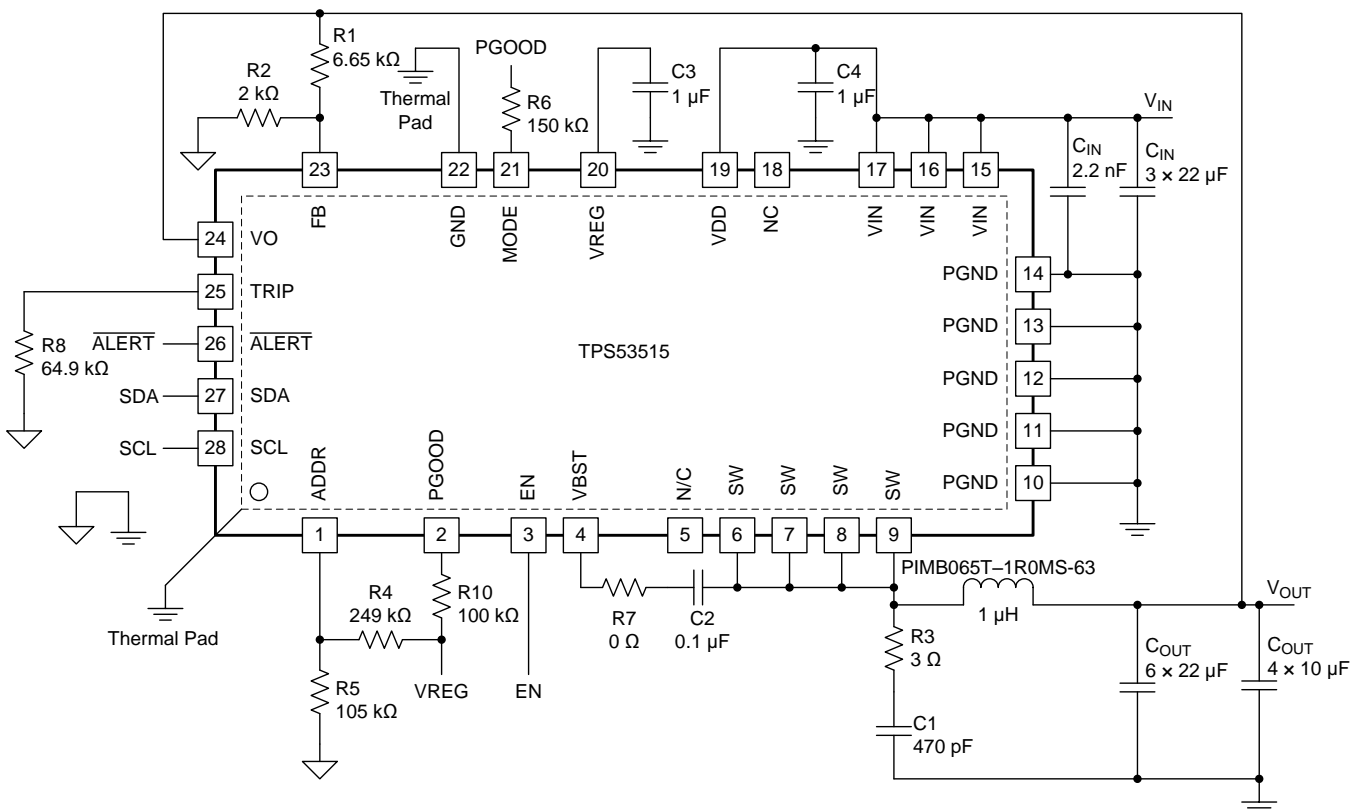 R1
6.65 kΩ
R2
2 kΩ
Thermal
Pad
PGOOD
R6
150 kΩ
C3
1 µF
C4
1 µF
VIN
CIN
2.2 nF
CIN
3 × 22 µF
23
22
21
20
19
18
17
16
15
FB
GND
MODE
VREG
VDD
NC
VIN
VIN
VIN
24
VO
25
TRIP
ALERT
26
ALERT
SDA
27
SDA
SCL
28
SCL
R8
64.9 kΩ
TPS53515
PGND
14
PGND
13
PGND
12
PGND
11
PGND
10
ADDR
PGOOD
EN
VBST
N/C
SW
SW
SW
SW
1
2
3
4
5
6
7
8
9
Thermal Pad
R4
249 kΩ
R10
100 kΩ
R5
105 kΩ
VREG
EN
R7
0 Ω
C2
0.1 µF
PIMB065T–1R0MS-63
1 µH
VOUT
R3
3 Ω
C1
470 pF
COUT
6 × 22 µF
COUT
4 × 10 µF